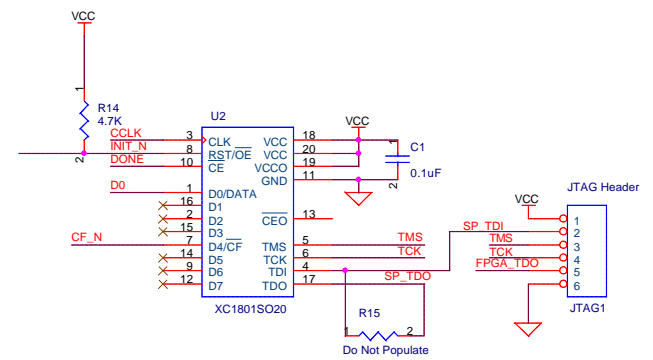 VCC
1
R14
4.7K
2
U2
CCLK
INIT_N
DONE
D0
CF_N
3
8
10
1
16
2
15
7
14
9
12
CLK
RST/OE
CE
D0/DATA
D1
D2
D3
D4/CF
D5
D6
D7
VCC
VCC
VCCO
GND
CEO
TMS
TCK
TDI
TDO
18
20
19
11
13
5
6
4
17
XC1801SO20
VCC
1
C1
0.1uF
2
TMS
TCK
SP_TDO
R15
1
2
Do Not Populate
JTAG Header
VCC
SP_TDI
TMS
TCK
FPGA_TDO
1
2
3
4
5
6
JTAG1